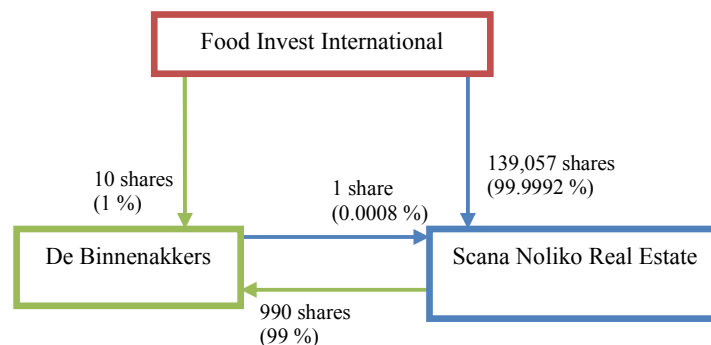 Food Invest International
10 shares
(1 %)
1 share
(0.0008 %)
139,057 shares
(99.9992 %)
De Binnenakkers
Scana Noliko Real Estate
990 shares
(99 %)